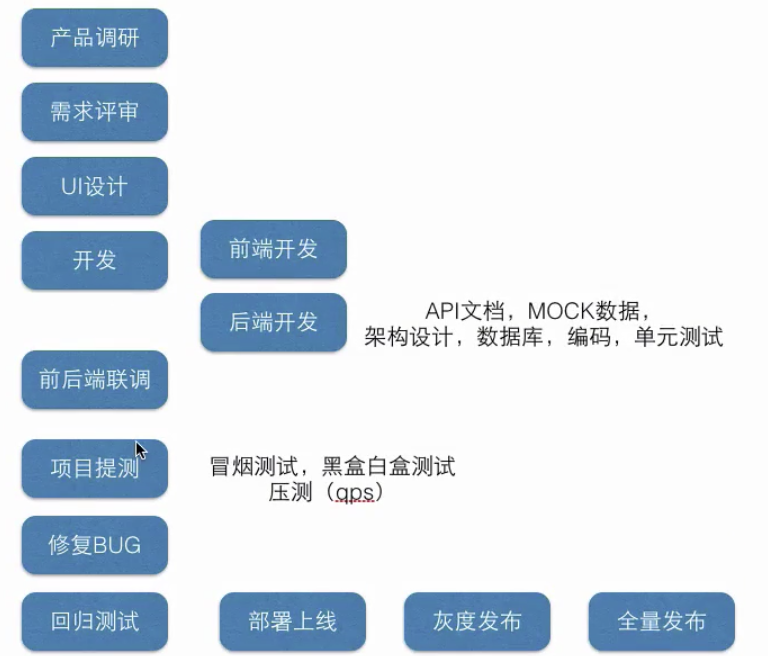 产品调研
需求评审
UI设计
开发
前端开发
后端开发
API文档，MOCK数据，
架构设计，数据库，编码，单元测试
前后端联调
项目提测
冒烟测试，黑盒白盒测试
压测（qps）
修复BUG
回归测试
部署上线
灰度发布
全量发布